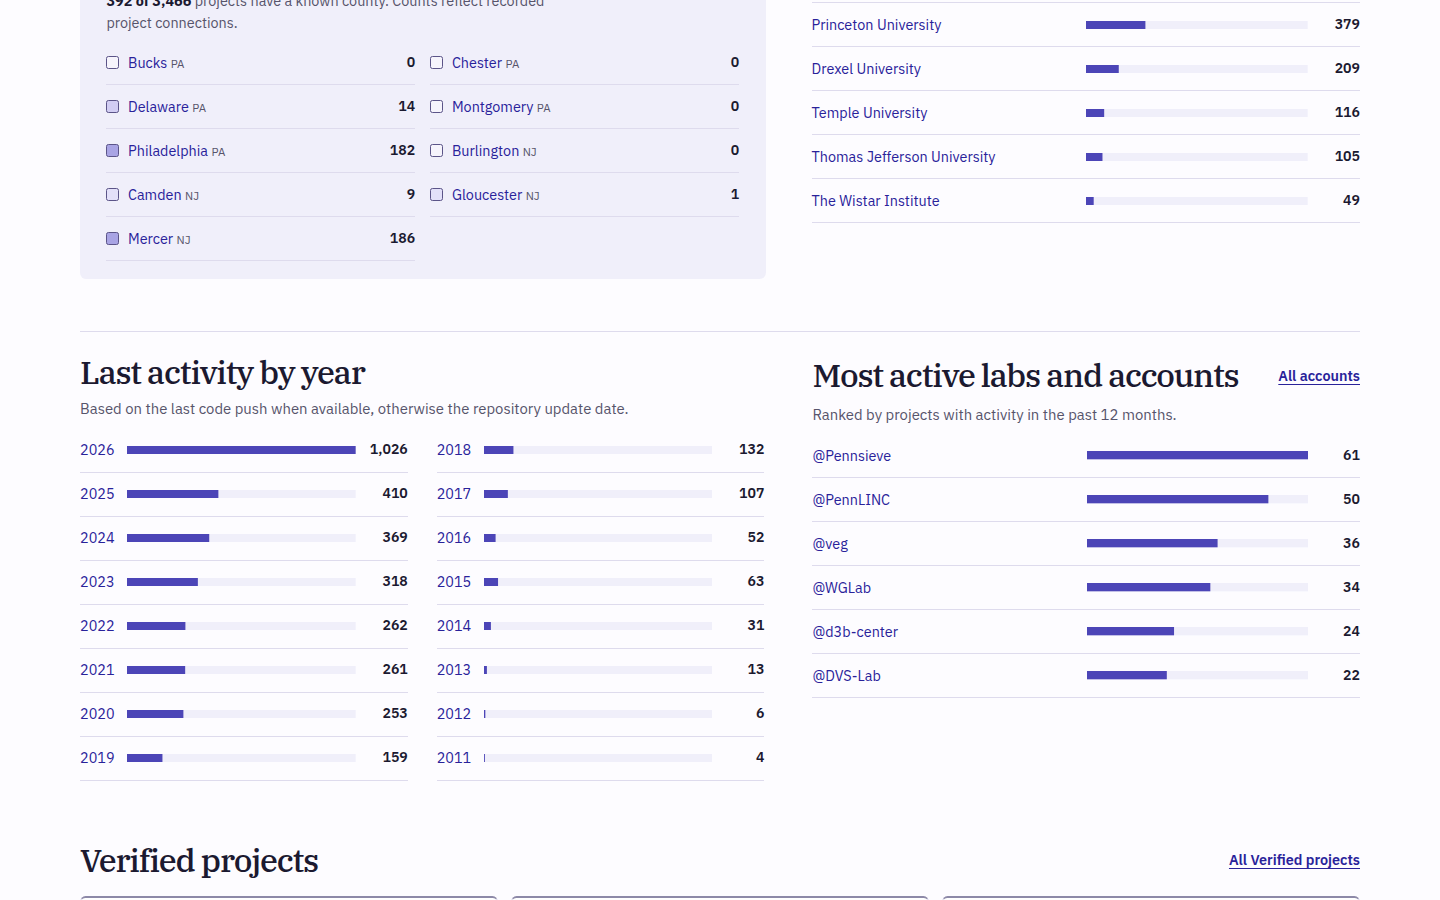 392 of 3,466 projects have a known county. Counts reflect recorded
project connections.
Bucks PA 0
Chester PA 0
Delaware PA 14
Montgomery PA 0
Philadelphia PA 182
Burlington NJ 0
Camden NJ 9
Gloucester NJ 1
Mercer NJ 186
Princeton University 379
Drexel University 209
Temple University 116
Thomas Jefferson University 105
The Wistar Institute 49
Last activity by year
Based on the last code push when available, otherwise the repository update date.
2026 1,026
2025 410
2024 369
2023 318
2022 262
2021 261
2020 253
2019 159
2018 132
2017 107
2016 52
2015 63
2014 31
2013 13
2012 6
2011 4
Most active labs and accounts
All accounts
Ranked by projects with activity in the past 12 months.
@Pennsieve 61
@PennLINC 50
@veg 36
@WGLab 34
@d3b-center 24
@DVS-Lab 22
Verified projects
All Verified projects